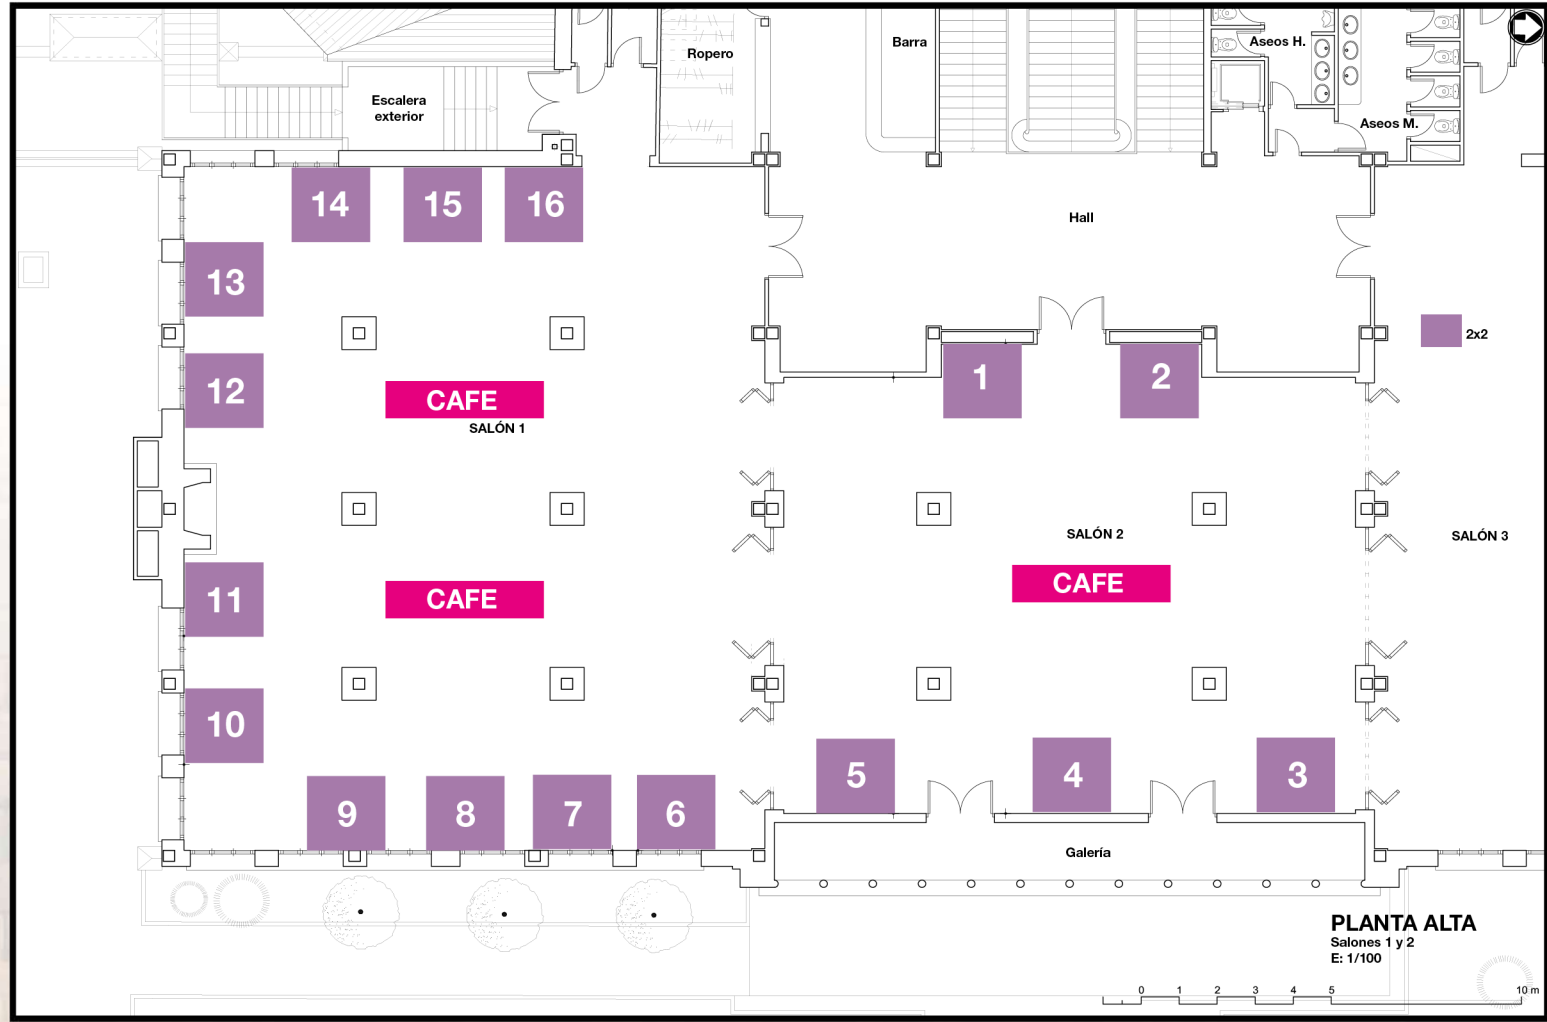 Ropero
Barra
Aseos H.
Escalera
exterior
Aseos M.
14
15
16
Hall
13
2x2
12
1
2
CAFE
SALÓN 1
SALÓN 2
SALÓN 3
CAFE
11
CAFE
10
5
4
3
9
8
7
6
Galería
PLANTA ALTA
Salones 1 y 2
E: 1/100
0 1 2 3 4 5 10 m